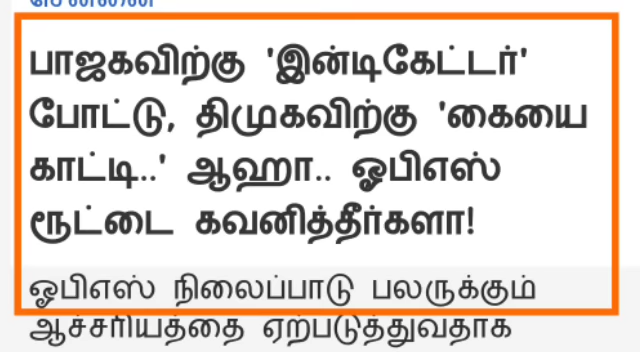 சென்னை
பாஜகவிற்கு 'இன்டிகேட்டர்'
போட்டு, திமுகவிற்கு 'கையை
காட்டி..' ஆஹா.. ஓபிஎஸ்
ரூட்டை கவனித்தீர்களா!
ஓபிஎஸ் நிலைப்பாடு பலருக்கும்
ஆச்சரியத்தை ஏற்படுத்துவதாக